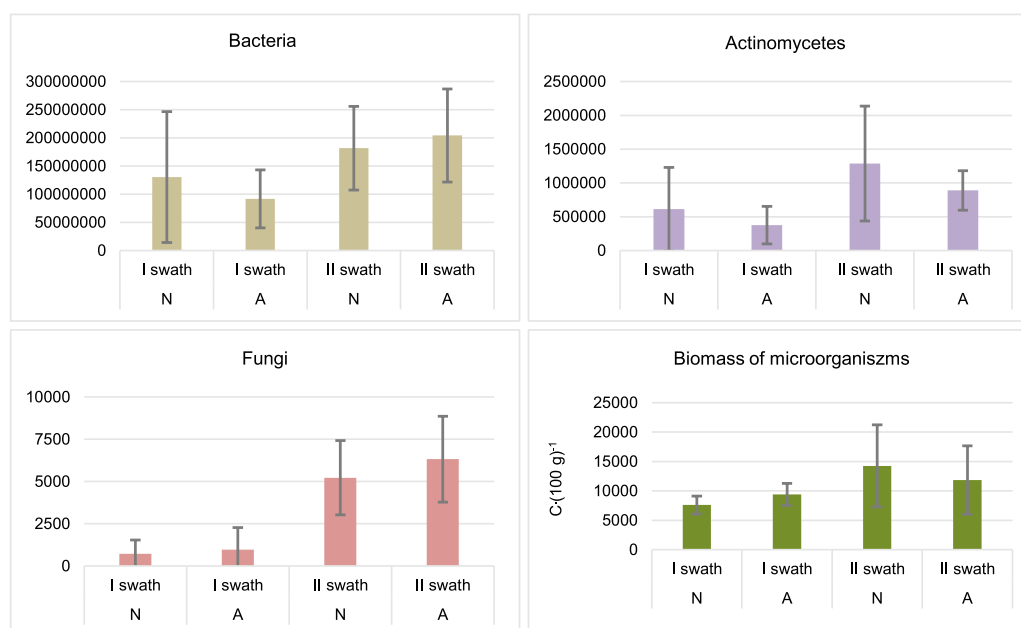 Bacteria
300000000
250000000
200000000
150000000
100000000
50000000
0
I swath I swath II swath II swath
N A N A
Actinomycetes
2500000
2000000
1500000
1000000
500000
0
I swath I swath II swath II swath
N A N A
Fungi
10000
7500
5000
2500
0
I swath I swath II swath II swath
N A N A
Biomass of microorganiszms
C·(100 g)-1
25000
20000
15000
10000
5000
0
I swath I swath II swath II swath
N A N A